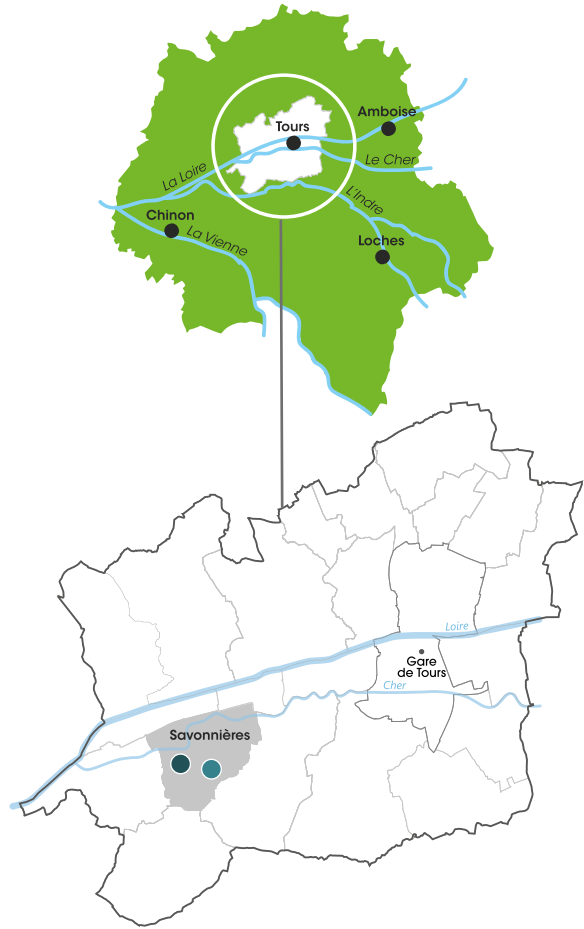 Amboise
Tours
Le Cher
La Loire
L'Indre
Chinon
La Vienne
Loches
Loire
Gare
de Tours
Cher
Savonnières